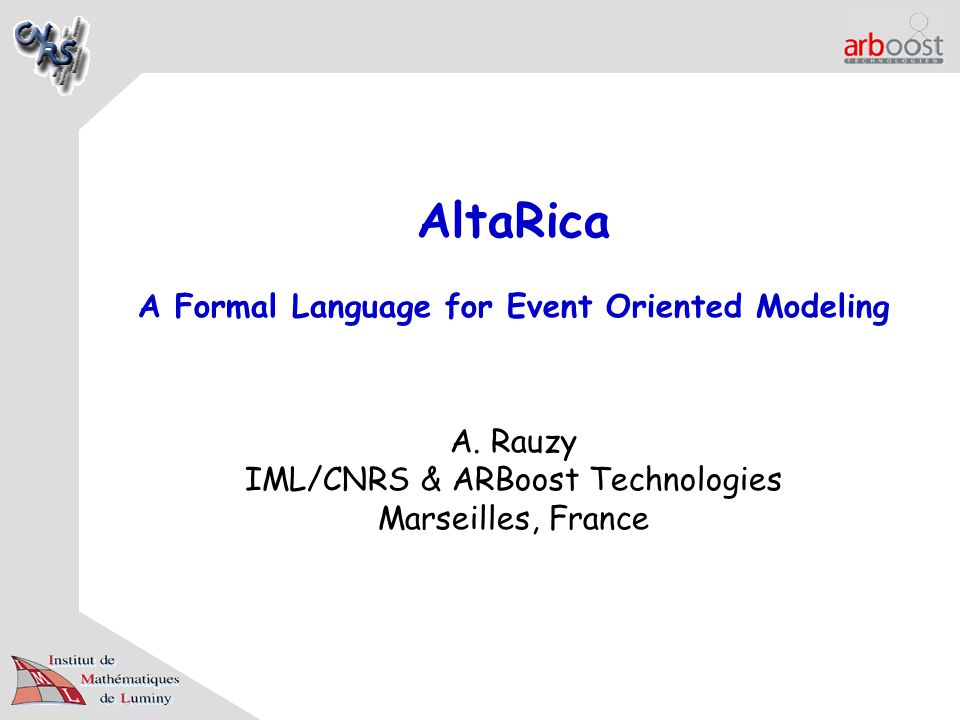 CNRS
arboost
TECHNOLOGIES
AltaRica
A Formal Language for Event Oriented Modeling
A. Rauzy
IML/CNRS & ARBoost Technologies
Marseilles, France
I M L
Institut de
Mathématiques
de Luminy